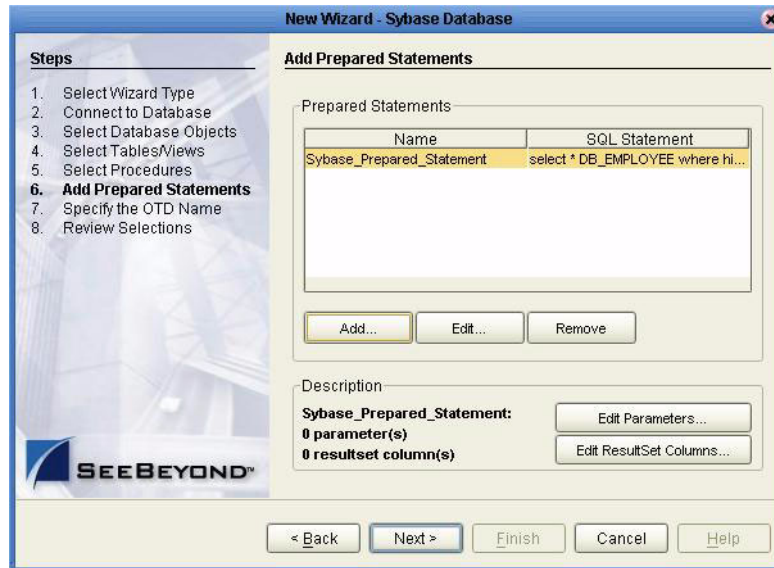 New Wizard - Sybase Database
Steps
1. Select Wizard Type
2. Connect to Database
3. Select Database Objects
4. Select Tables/Views
5. Select Procedures
6. Add Prepared Statements
7. Specify the OTD Name
8. Review Selections
SEEBEYOND™
Add Prepared Statements
Prepared Statements
Name SQL Statement
Sybase_Prepared_Statement select * DB_EMPLOYEE where hi...
Add... Edit... Remove
Description
Sybase_Prepared_Statement:
0 parameter(s)
0 resultset column(s)
Edit Parameters...
Edit ResultSet Columns...
< Back Next > Finish Cancel Help